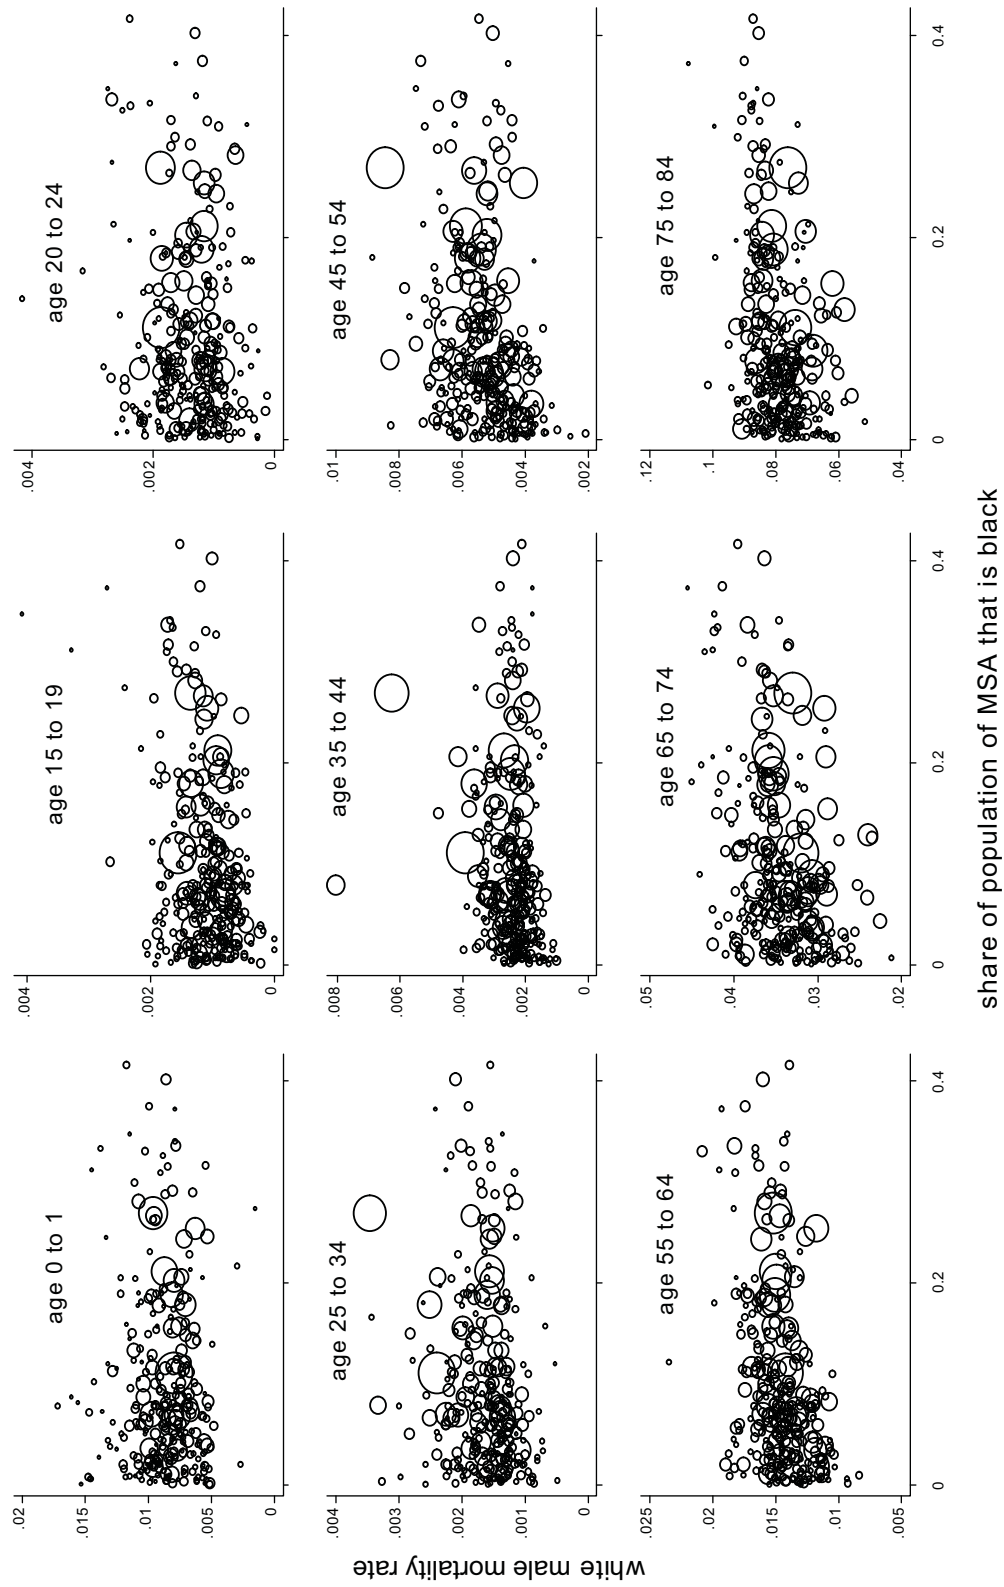 white male mortality rate
age 0 to 1
.02
.015
.01
.005
0
age 15 to 19
.004
.002
0
age 20 to 24
.004
.002
0
age 25 to 34
.004
.003
.002
.001
0
age 35 to 44
.008
.006
.004
.002
0
age 45 to 54
.01
.008
.006
.004
.002
age 55 to 64
.025
.02
.015
.01
.005
age 65 to 74
.05
.04
.03
.02
age 75 to 84
.12
.1
.08
.06
.04
0 0.2 0.4
0 0.2 0.4
0 0.2 0.4
share of population of MSA that is black